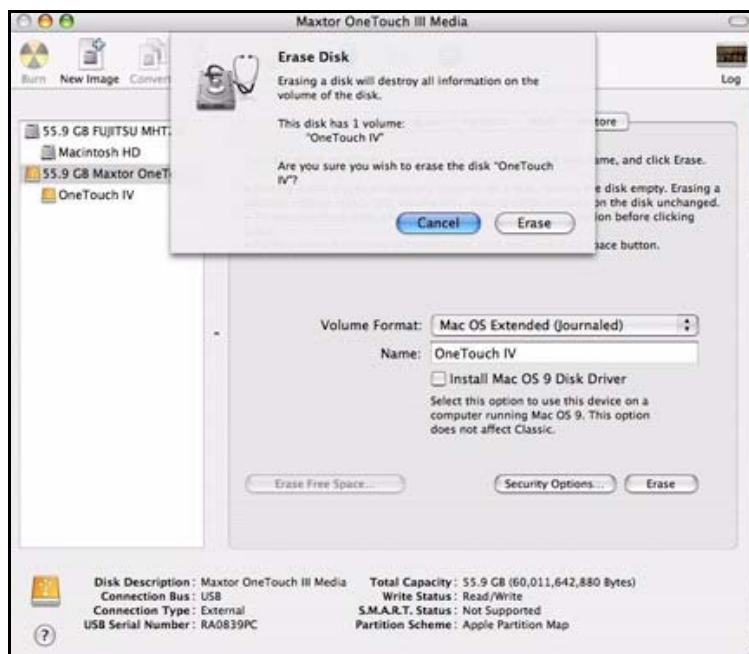 Maxtor OneTouch III Media
Burn
New Image
Convert
Log
Erase Disk
Erasing a disk will destroy all information on the
volume of the disk.
This disk has 1 volume:
"OneTouch IV"
Are you sure you wish to erase the disk "OneTouch
IV"?
Cancel
Erase
55.9 GB FUJITSU MHT
Macintosh HD
55.9 GB Maxtor OneT
OneTouch IV
tore
ame, and click Erase.
e disk empty. Erasing a
on the disk unchanged.
ion before clicking
pace button.
Volume Format: Mac OS Extended (Journaled)
Name: OneTouch IV
Install Mac OS 9 Disk Driver
Select this option to use this device on a
computer running Mac OS 9. This option
does not affect Classic.
Erase Free Space...
Security Options...
Erase
Disk Description : Maxtor OneTouch III Media
Connection Bus : USB
Connection Type : External
USB Serial Number : RA0839PC
Total Capacity : 55.9 GB (60,011,642,880 Bytes)
Write Status : Read/Write
S.M.A.R.T. Status : Not Supported
Partition Scheme : Apple Partition Map
?